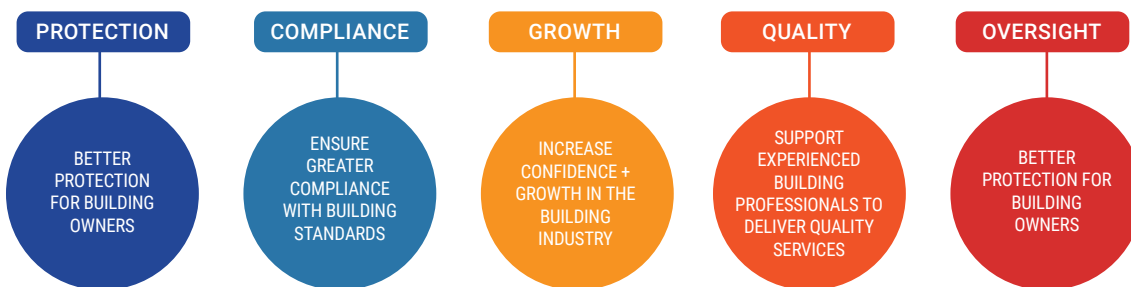 PROTECTION
COMPLIANCE
GROWTH
QUALITY
OVERSIGHT
BETTER
PROTECTION
FOR BUILDING
OWNERS
ENSURE
GREATER
COMPLIANCE
WITH BUILDING
STANDARDS
INCREASE
CONFIDENCE +
GROWTH IN THE
BUILDING
INDUSTRY
SUPPORT
EXPERIENCED
BUILDING
PROFESSIONALS TO
DELIVER QUALITY
SERVICES
BETTER
PROTECTION FOR
BUILDING
OWNERS